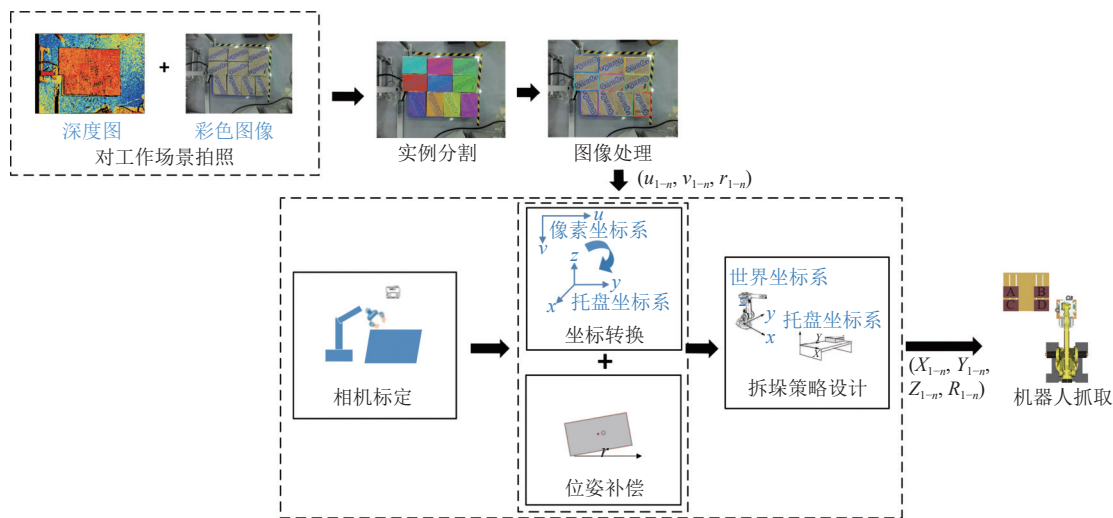 +
深度图
彩色图像
对工作场景拍照
实例分割
图像处理
(u₁₋ₙ, v₁₋ₙ, r₁₋ₙ)
u
像素坐标系
v
z
y
x
托盘坐标系
坐标转换
+
相机标定
r
位姿补偿
世界坐标系
y
x
托盘坐标系
Y
X
拆垛策略设计
(X₁₋ₙ, Y₁₋ₙ,
Z₁₋ₙ, R₁₋ₙ)
A B
C D
机器人抓取